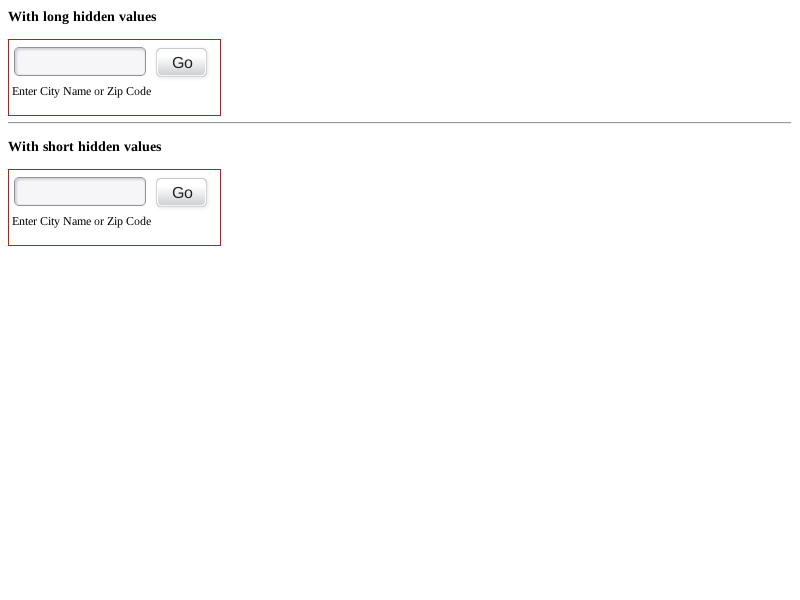 With long hidden values
Go
Enter City Name or Zip Code
With short hidden values
Go
Enter City Name or Zip Code